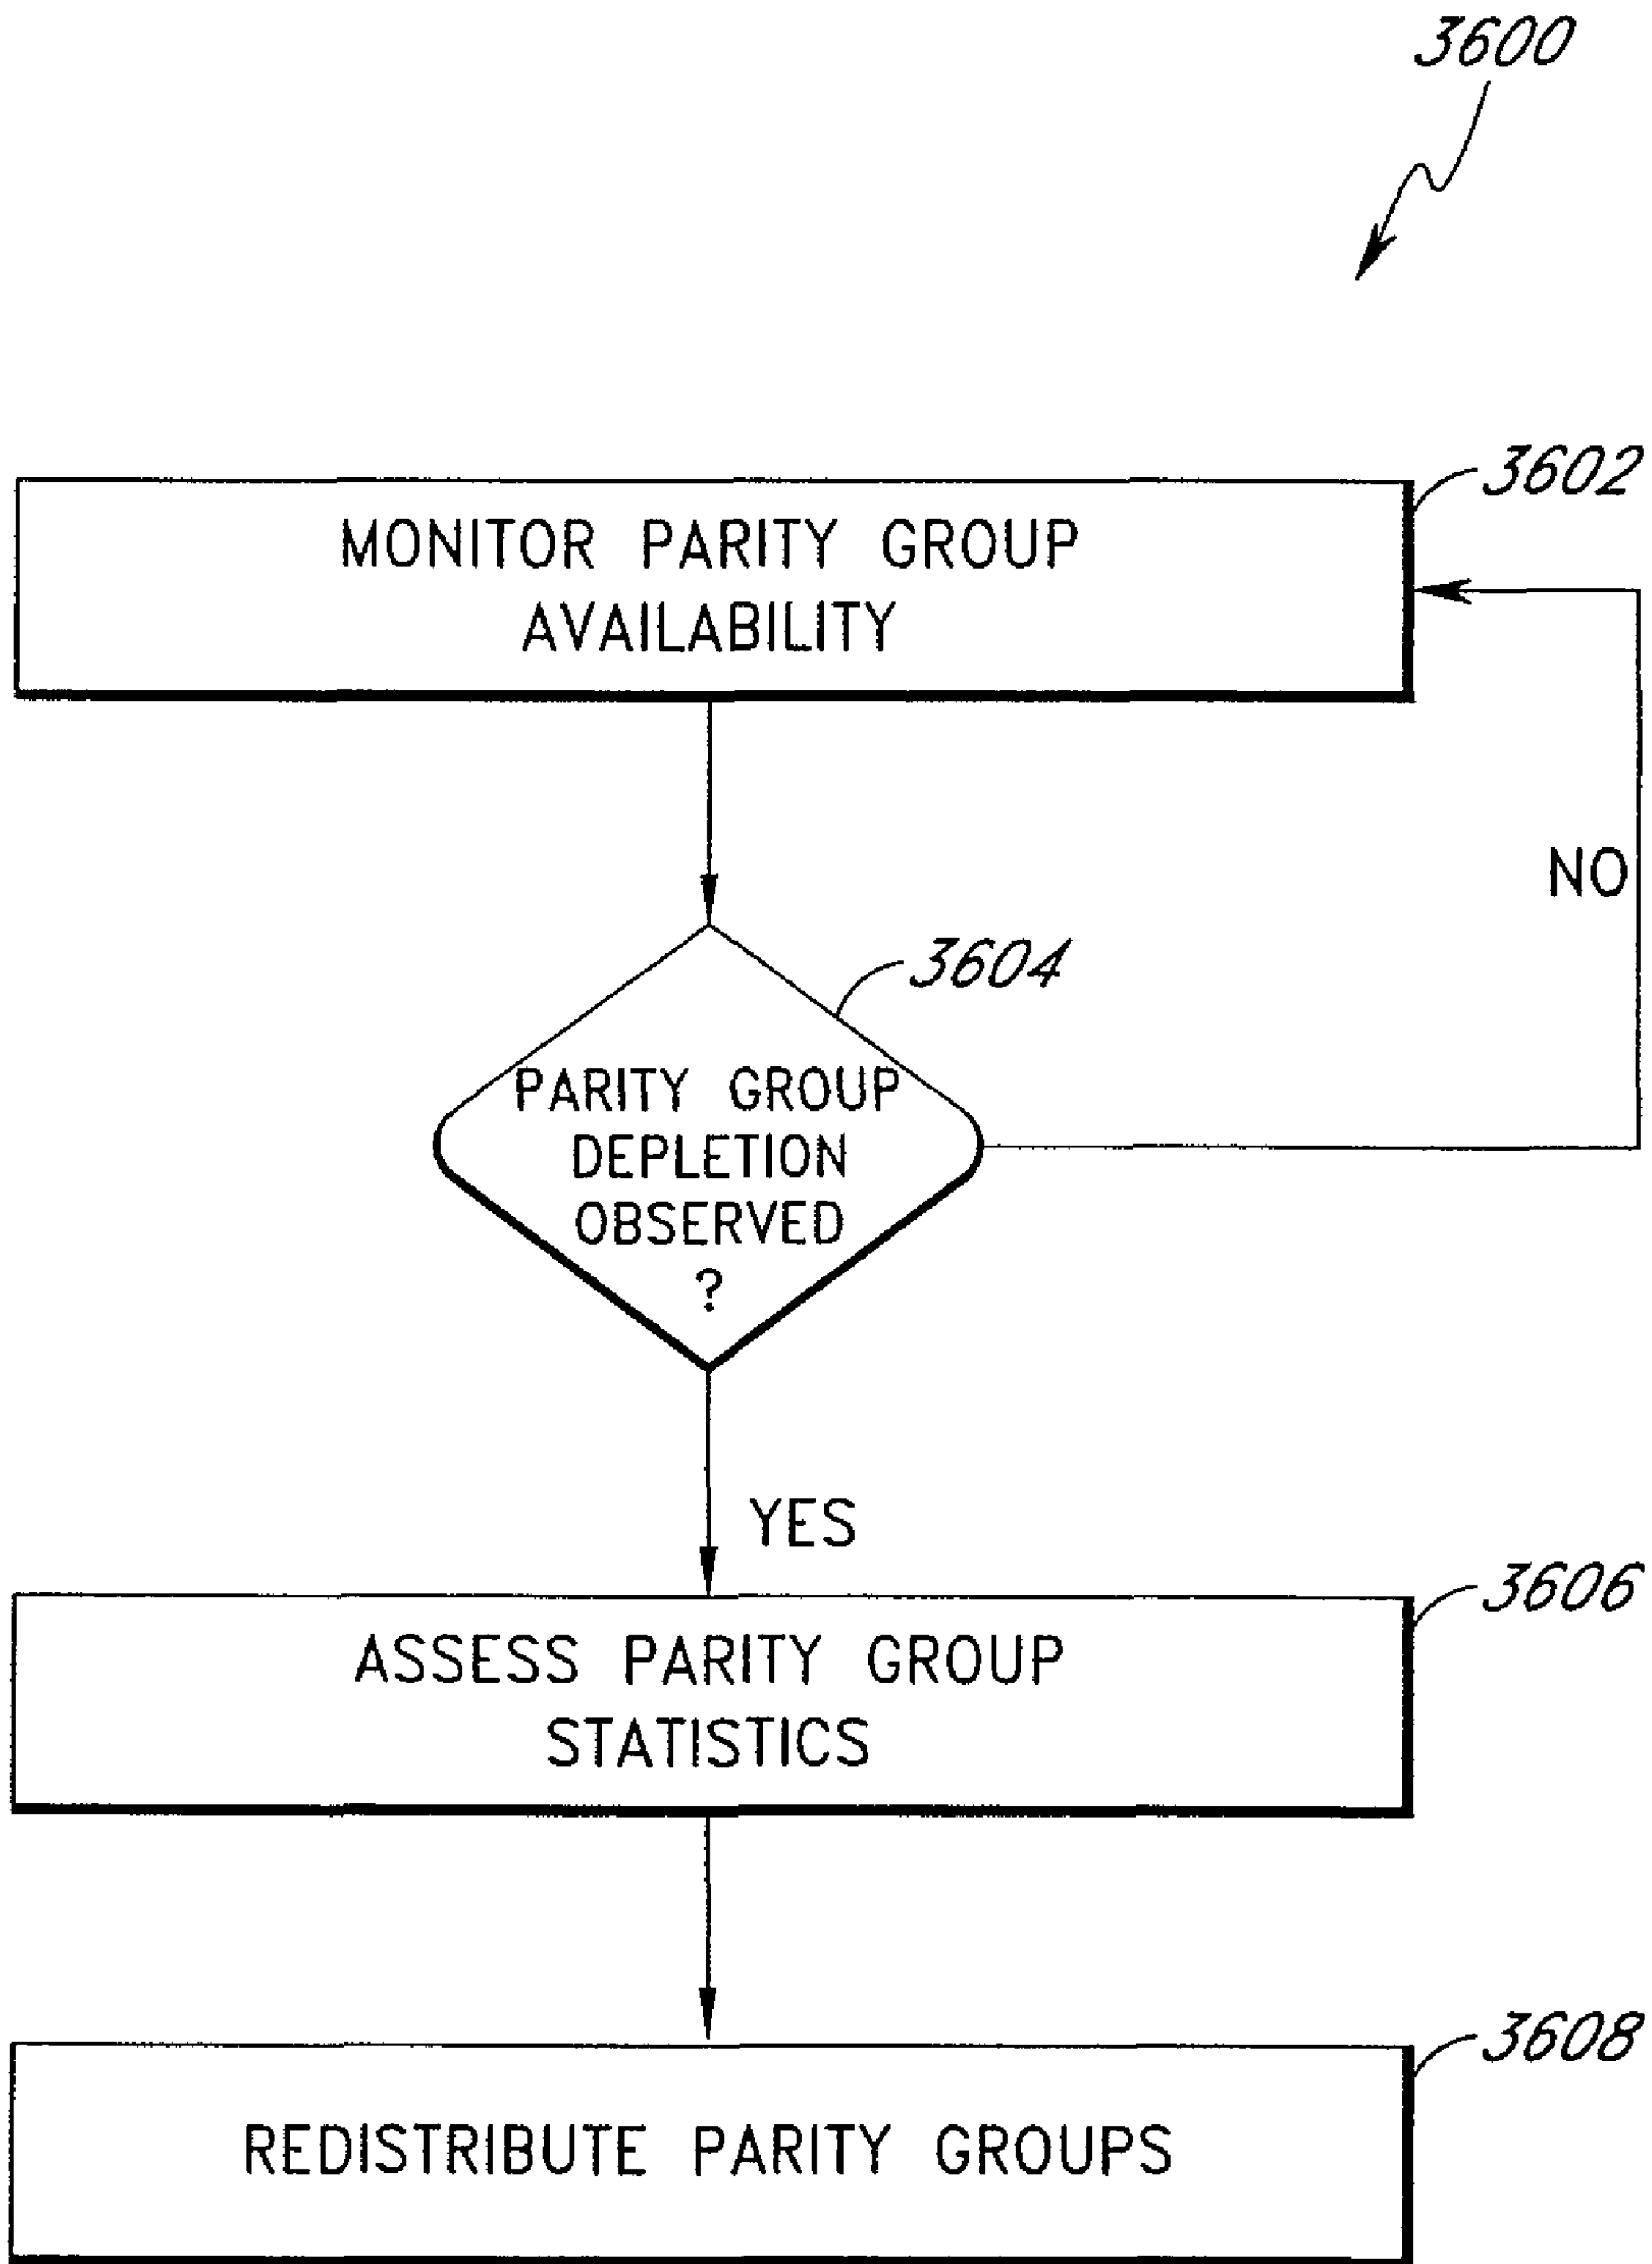 3600
3602
MONITOR PARITY GROUP
AVAILABILITY
NO
3604
PARITY GROUP
DEPLETION
OBSERVED
?
YES
3606
ASSESS PARITY GROUP
STATISTICS
3608
REDISTRIBUTE PARITY GROUPS